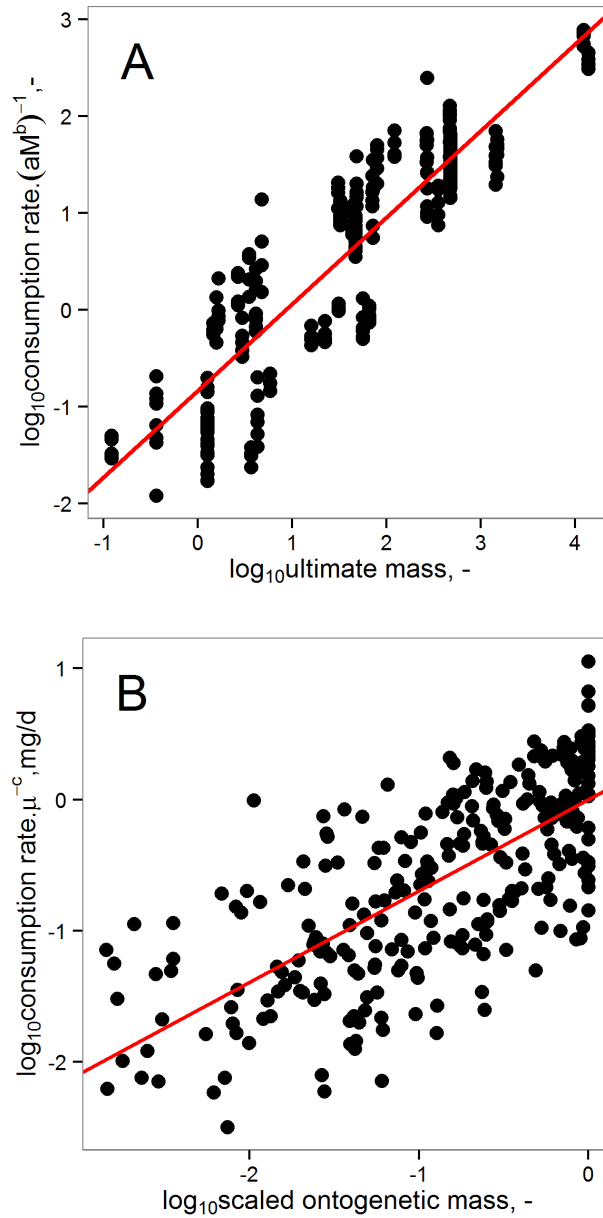 A
log₁₀consumption rate.(aMᵇ)⁻¹,-
3
2
1
0
-1
-2
-1 0 1 2 3 4
log₁₀ultimate mass, -
B
log₁₀consumption rate.μ⁻ᶜ,mg/d
1
0
-1
-2
-2 -1 0
log₁₀scaled ontogenetic mass, -